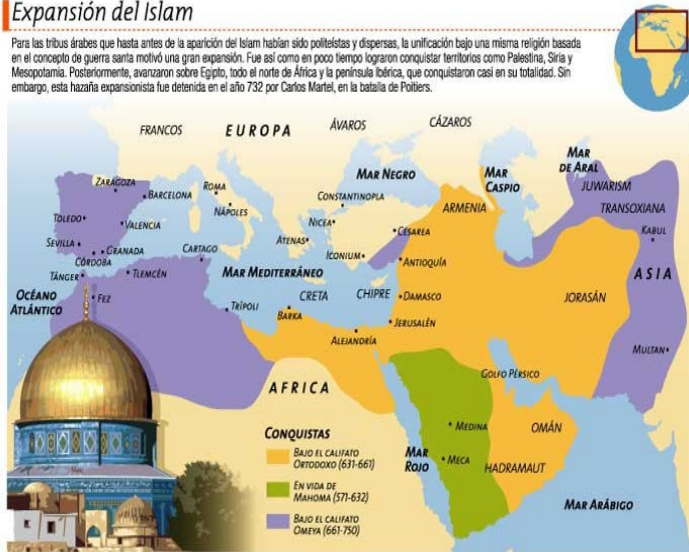 Expansión del Islam
Para las tribus árabes que hasta antes de la aparición del Islam habían sido politeístas y dispersas, la unificación bajo una misma religión basada
en el concepto de guerra santa motivó una gran expansión. Fue así como en poco tiempo lograron conquistar territorios como Palestina, Siria y
Mesopotamia. Posteriormente, avanzaron sobre Egipto, todo el norte de África y la península Ibérica, que conquistaron casi en su totalidad. Sin
embargo, esta hazaña expansionista fue detenida en el año 732 por Carlos Martel, en la batalla de Poitiers.
FRANCOS
EUROPA
ÁVAROS
CÁZAROS
MAR NEGRO
MAR
CASPIO
MAR
DE ARAL
JUWARISM
TRANSOXIANA
KABUL
ZARAGOZA
BARCELONA
ROMA
NÁPOLES
CONSTANTINOPLA
NICEA
ARMENIA
TOLEDO
VALENCIA
ATENAS
CÉSAREA
SEVILLA
GRANADA
CÓRDOBA
CARTAGO
ICONIUM
ANTIOQUÍA
ASIA
TÁNGER
TLEMCÉN
MAR MEDITERRÁNEO
OCÉANO
ATLÁNTICO
FEZ
TRÍPOLI
CRETA
CHIPRE
DAMASCO
JORASÁN
BARKA
JERUSALÉN
ALEJANDRÍA
MULTAN
GOLFO PÉRSICO
AFRICA
MEDINA
OMÁN
MECA
MAR
ROJO
HADRAMAUT
MAR ARÁBIGO
CONQUISTAS
BAJO EL CALIFATO
ORTODOXO (631-661)
EN VIDA DE
MAHOMA (571-632)
BAJO EL CALIFATO
OMEYA (661-750)